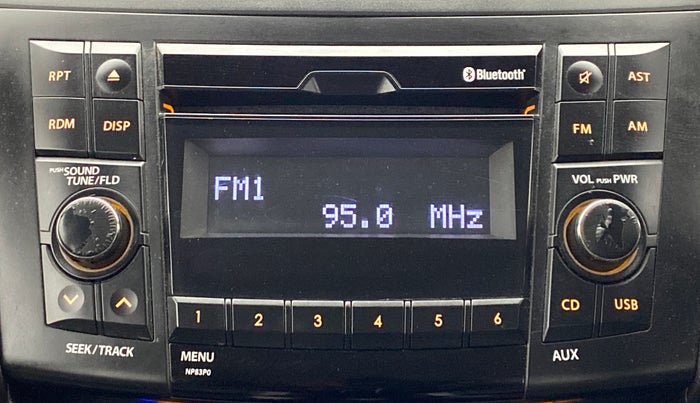 RPT
Bluetooth®
AST
RDM
DISP
FM
AM
PUSH SOUND
TUNE/FLD
VOL PUSH PWR
FM1
95.0 MHz
CD
USB
1 2 3 4 5 6
SEEK/TRACK
MENU
AUX
NP83P0